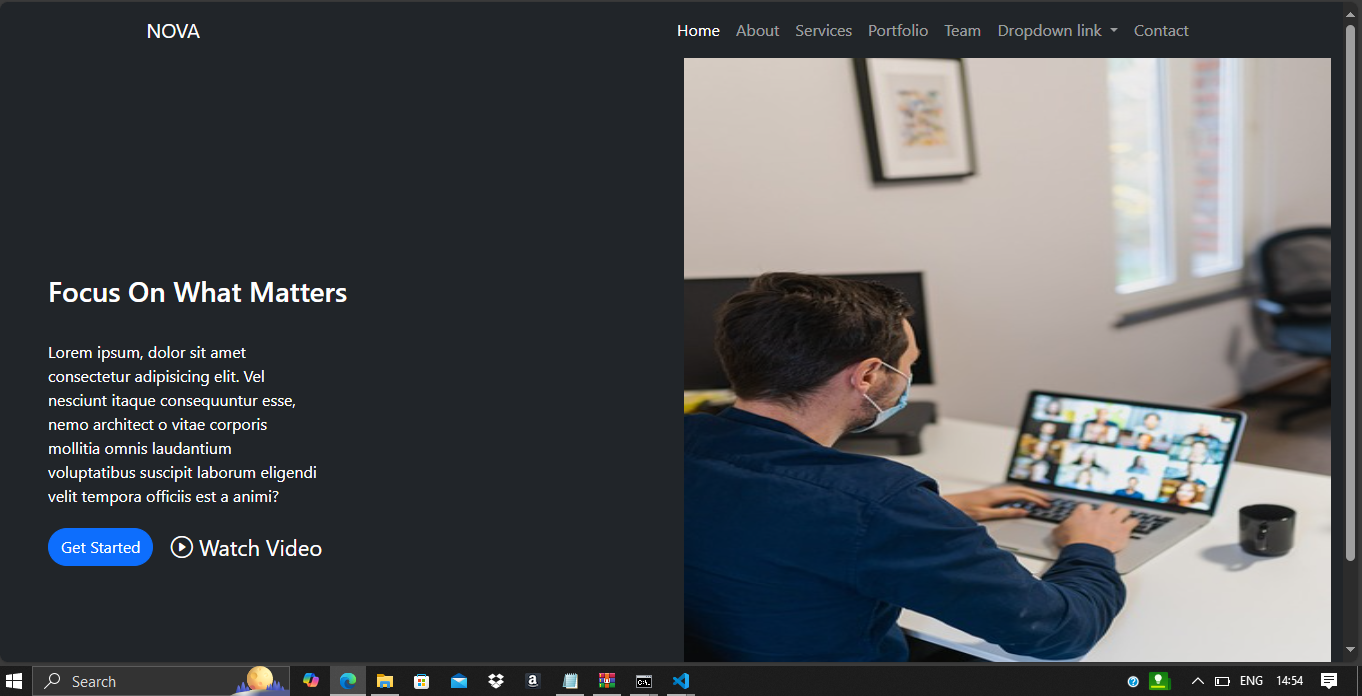 NOVA
Home About Services Portfolio Team Dropdown link Contact
Focus On What Matters
Lorem ipsum, dolor sit amet
consectetur adipisicing elit. Vel
nesciunt itaque consequuntur esse,
nemo architect o vitae corporis
mollitia omnis laudantium
voluptatibus suscipit laborum eligendi
velit tempora officiis est a animi?
Get Started Watch Video
Search
ENG 14:54